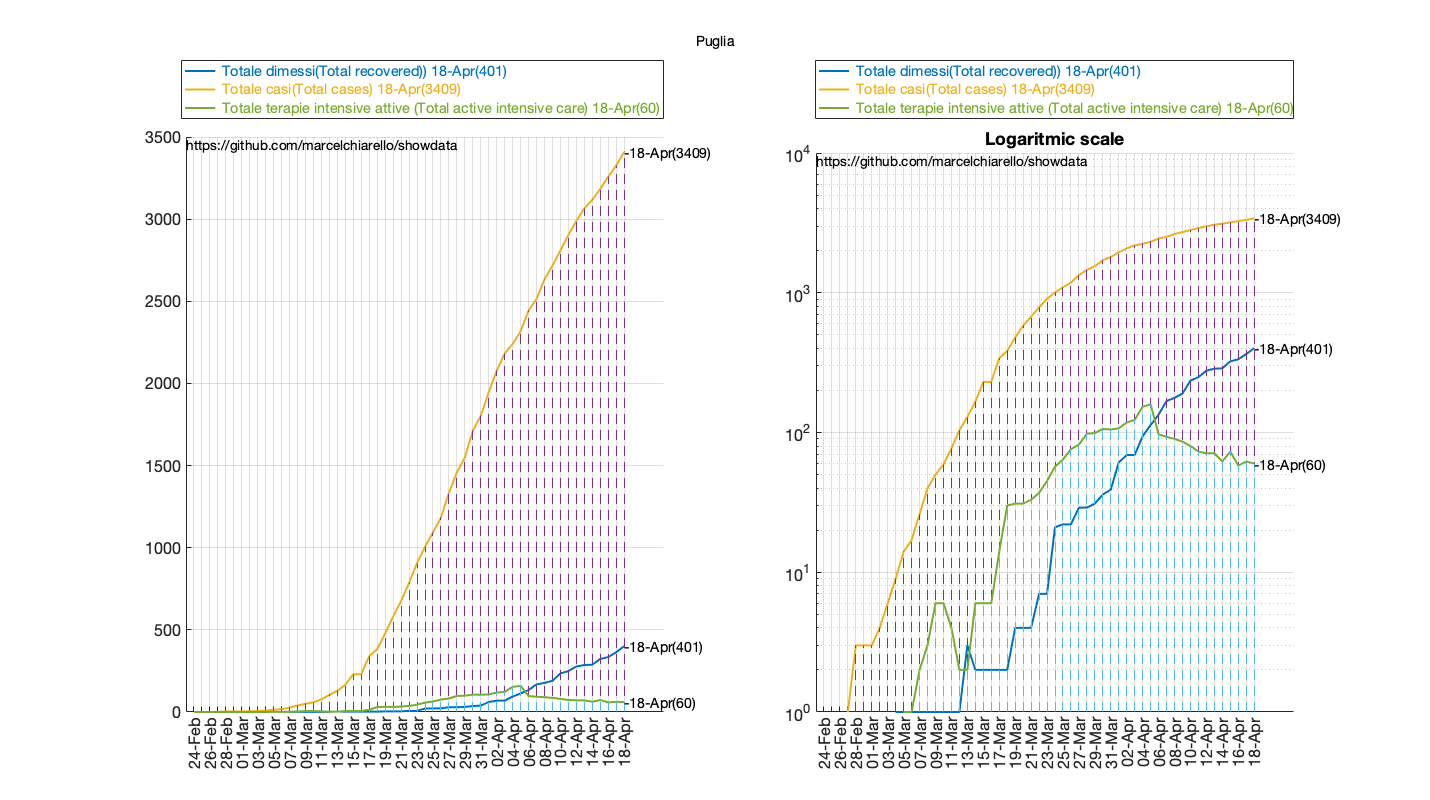 Puglia
Totale dimessi(Total recovered)) 18-Apr(401)
Totale casi(Total cases) 18-Apr(3409)
Totale terapie intensive attive (Total active intensive care) 18-Apr(60)
https://github.com/marcelchiarello/showdata
3500
3000
2500
2000
1500
1000
500
0
18-Apr(3409)
18-Apr(401)
18-Apr(60)
24-Feb
26-Feb
28-Feb
01-Mar
03-Mar
05-Mar
07-Mar
09-Mar
11-Mar
13-Mar
15-Mar
17-Mar
19-Mar
21-Mar
23-Mar
25-Mar
27-Mar
29-Mar
31-Mar
02-Apr
04-Apr
06-Apr
08-Apr
10-Apr
12-Apr
14-Apr
16-Apr
18-Apr
Totale dimessi(Total recovered)) 18-Apr(401)
Totale casi(Total cases) 18-Apr(3409)
Totale terapie intensive attive (Total active intensive care) 18-Apr(60)
Logaritmic scale
https://github.com/marcelchiarello/showdata
10^4
10^3
10^2
10^1
10^0
18-Apr(3409)
18-Apr(401)
18-Apr(60)
24-Feb
26-Feb
28-Feb
01-Mar
03-Mar
05-Mar
07-Mar
09-Mar
11-Mar
13-Mar
15-Mar
17-Mar
19-Mar
21-Mar
23-Mar
25-Mar
27-Mar
29-Mar
31-Mar
02-Apr
04-Apr
06-Apr
08-Apr
10-Apr
12-Apr
14-Apr
16-Apr
18-Apr